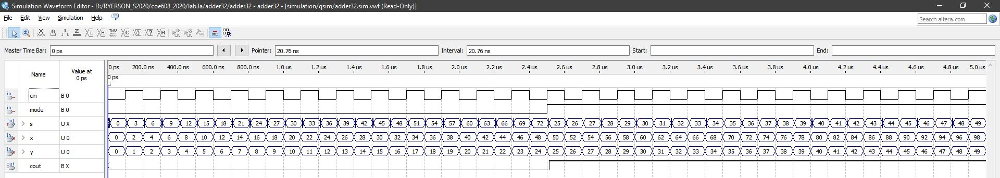 Simulation Waveform Editor - D:/RYERSON_S2020/coe608_2020/lab3a/adder32/adder32 - adder32 - [simulation/qsim/adder32.sim.vwf (Read-Only)]
File Edit View Simulation Help
Search altera.com
Master Time Bar: 0 ps Pointer: 20.76 ns Interval: 20.76 ns Start: End:
Name Value at 0 ps
0 ps 200.0 ns 400.0 ns 600.0 ns 800.0 ns 1.0 us 1.2 us 1.4 us 1.6 us 1.8 us 2.0 us 2.2 us 2.4 us 2.6 us 2.8 us 3.0 us 3.2 us 3.4 us 3.6 us 3.8 us 4.0 us 4.2 us 4.4 us 4.6 us 4.8 us 5.0 us
0 ps
in cin B 0
in mode B 0
out s U X 0 3 6 9 12 15 18 21 24 27 30 33 36 39 42 45 48 51 54 57 60 63 66 69 72 25 26 27 28 29 30 31 32 33 34 35 36 37 38 39 40 41 42 43 44 45 46 47 48 49
in x U 0 0 2 4 6 8 10 12 14 16 18 20 22 24 26 28 30 32 34 36 38 40 42 44 46 48 50 52 54 56 58 60 62 64 66 68 70 72 74 76 78 80 82 84 86 88 90 92 94 96 98
in y U 0 0 1 2 3 4 5 6 7 8 9 10 11 12 13 14 15 16 17 18 19 20 21 22 23 24 25 26 27 28 29 30 31 32 33 34 35 36 37 38 39 40 41 42 43 44 45 46 47 48 49
out cout B X